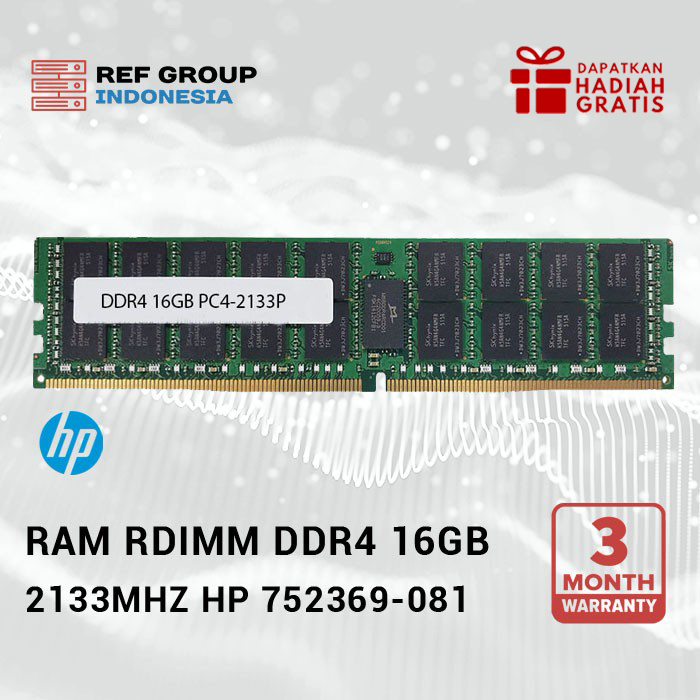 REF GROUP
INDONESIA
DAPATKAN
HADIAH
GRATIS
DDR4 16GB PC4-2133P
hp
RAM RDIMM DDR4 16GB
2133MHZ HP 752369-081
3
MONTH
WARRANTY